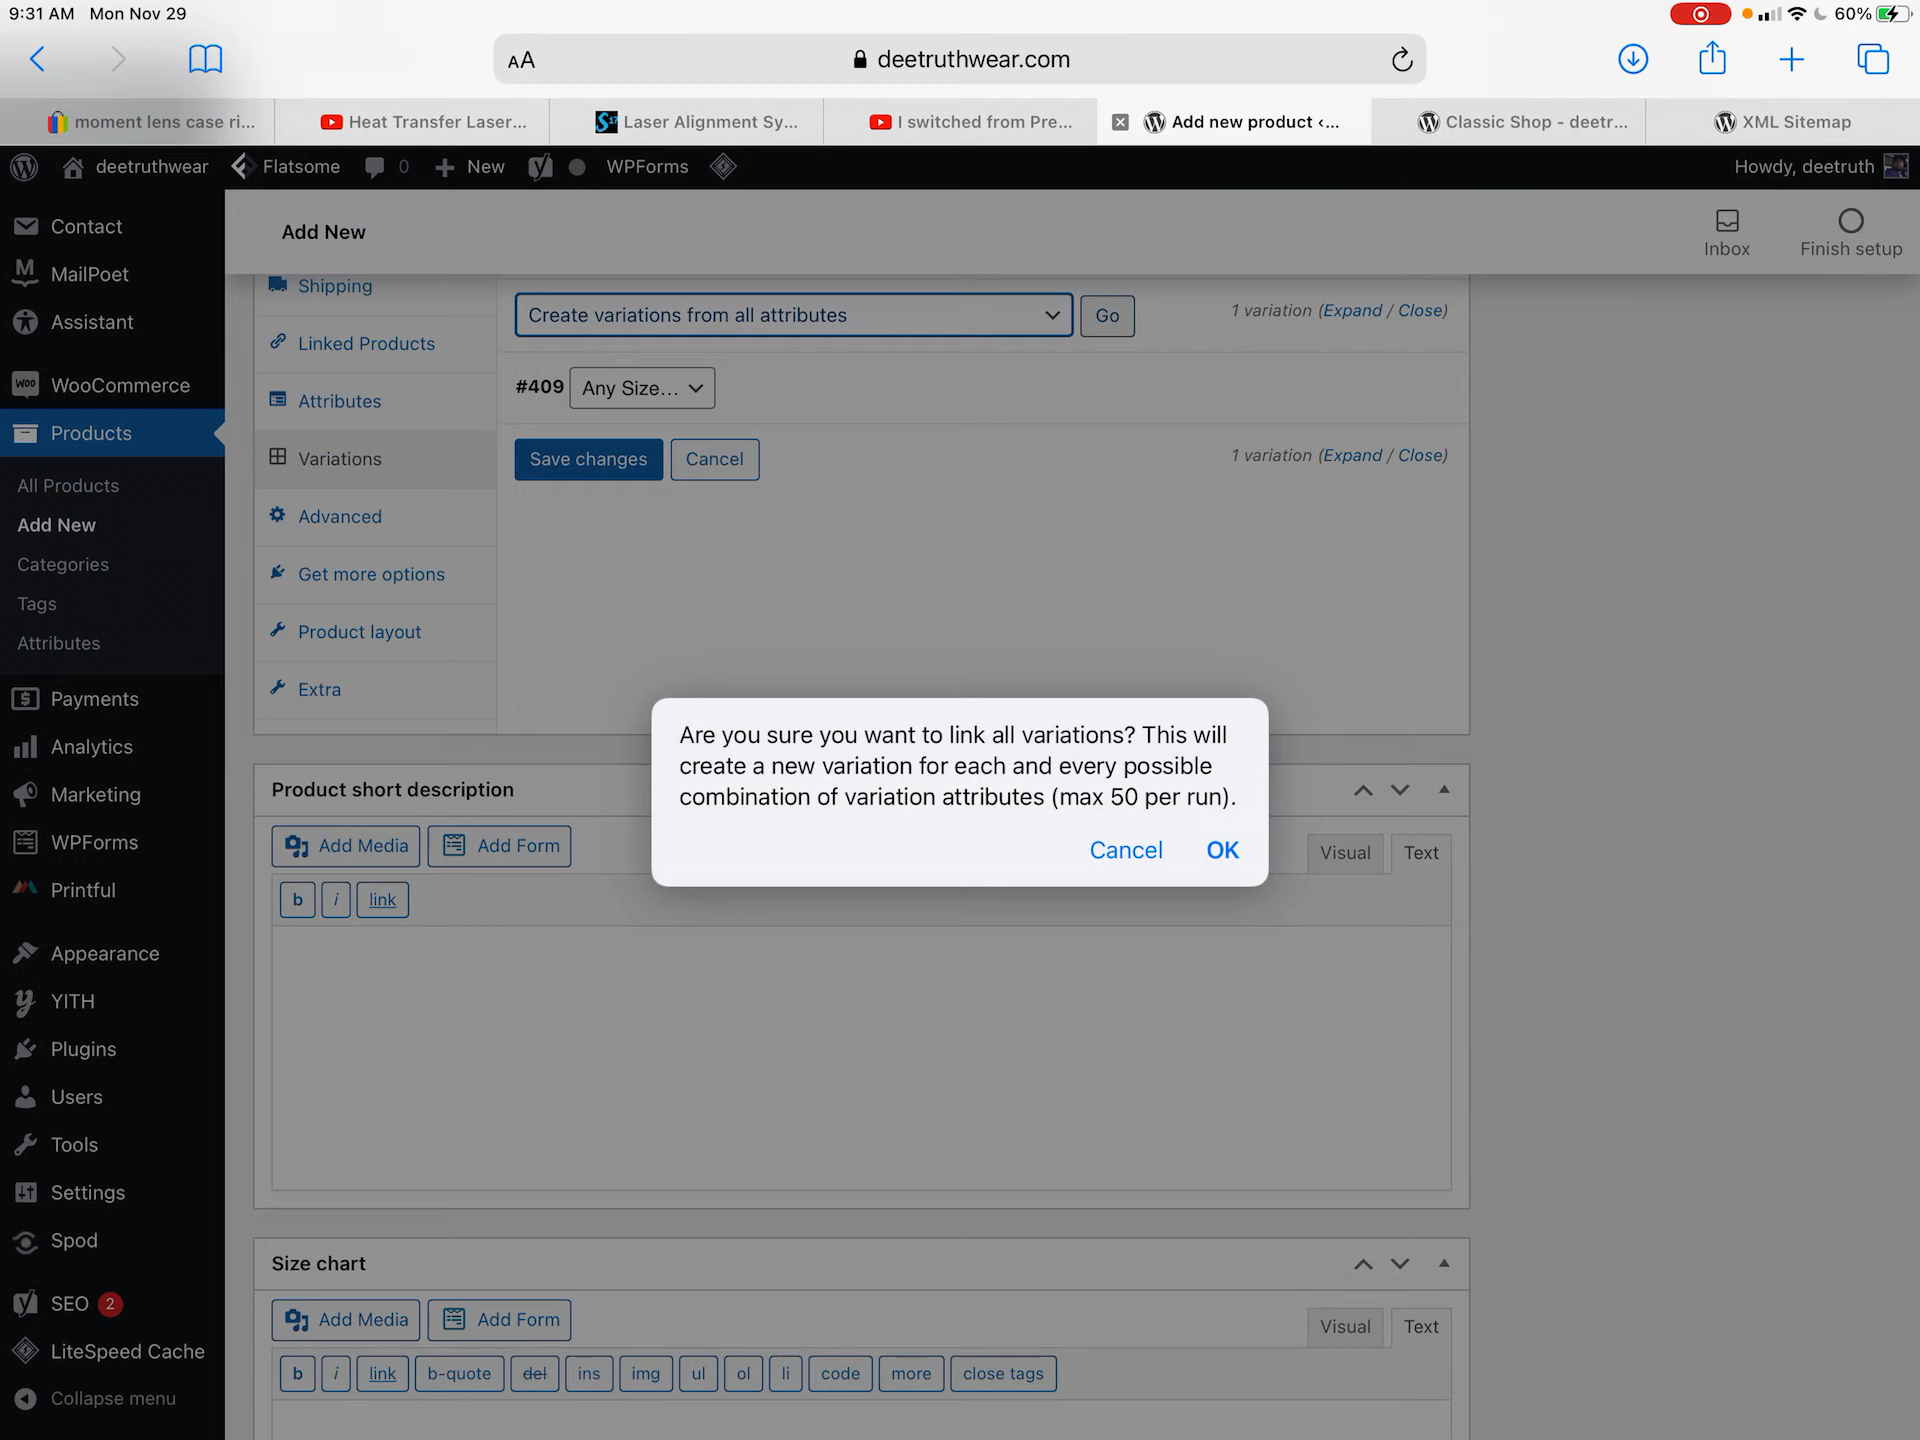 9:31 AM Mon Nov 29
60%
AA
deetruthwear.com
moment lens case ri...
Heat Transfer Laser...
Laser Alignment Sy...
I switched from Pre...
Add new product ‹...
Classic Shop - deetr...
XML Sitemap
deetruthwear
Flatsome
0
New
WPForms
Howdy, deetruth
Contact
MailPoet
Assistant
WooCommerce
Products
All Products
Add New
Categories
Tags
Attributes
Payments
Analytics
Marketing
WPForms
Printful
Appearance
YITH
Plugins
Users
Tools
Settings
Spod
SEO 2
LiteSpeed Cache
Collapse menu
Add New
Inbox
Finish setup
Shipping
Linked Products
Attributes
Variations
Advanced
Get more options
Product layout
Extra
Create variations from all attributes
Go
1 variation (Expand / Close)
#409 Any Size...
Save changes
Cancel
1 variation (Expand / Close)
Are you sure you want to link all variations? This will
create a new variation for each and every possible
combination of variation attributes (max 50 per run).
Cancel
OK
Product short description
Add Media
Add Form
Visual
Text
b
i
link
Size chart
Add Media
Add Form
Visual
Text
b
i
link
b-quote
del
ins
img
ul
ol
li
code
more
close tags